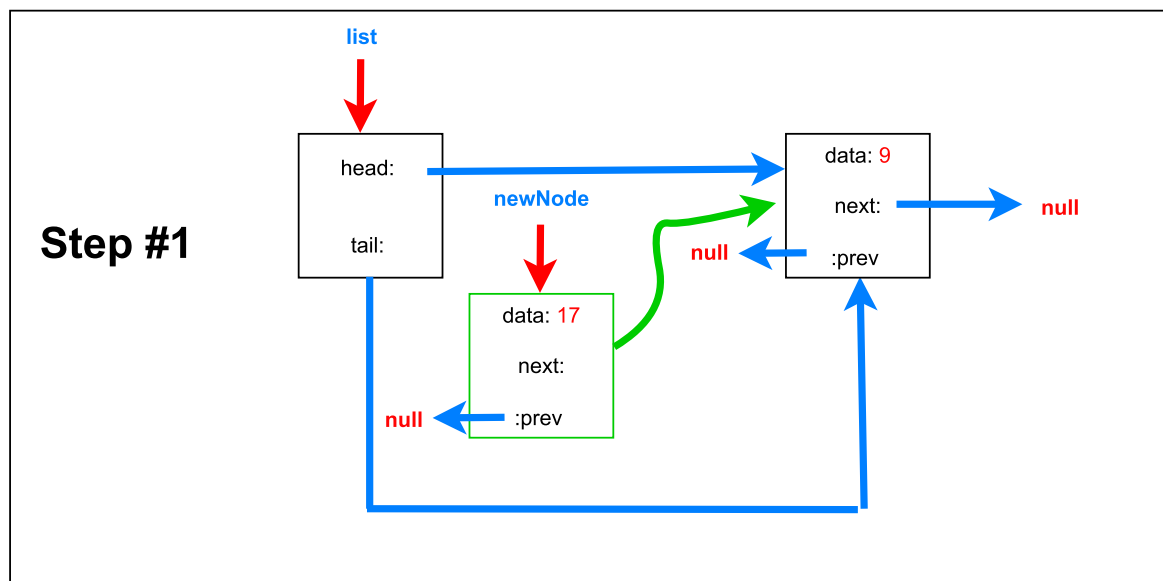 list
head:
tail:
Step #1
newNode
data: 17
next:
:prev
null
data: 9
next:
:prev
null
null